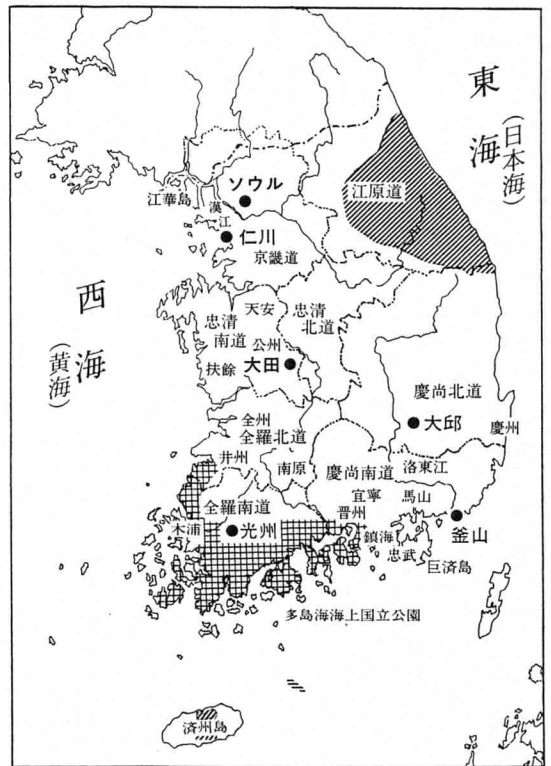 東海
(日本海)
江原道
ソウル
江華島
漢江
仁川
京畿道
西海
(黄海)
天安
忠清北道
忠清南道
公州
扶餘
大田
慶尚北道
大邱
慶州
全州
全羅北道
井州
南原
慶尚南道
洛東江
宜寧
馬山
晋州
全羅南道
木浦
光州
鎮海
忠武
釜山
巨済島
多島海海上国立公園
済州島